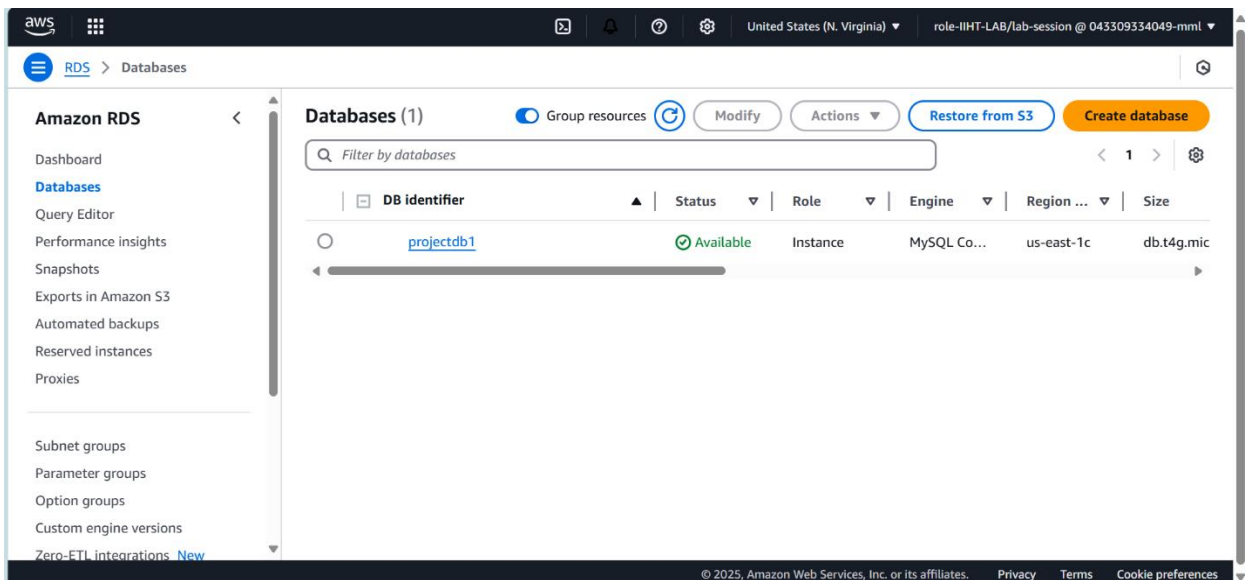 aws
United States (N. Virginia) ▼ role-IIHT-LAB/lab-session @ 043309334049-mml ▼
RDS > Databases
Amazon RDS
Dashboard
Databases
Query Editor
Performance insights
Snapshots
Exports in Amazon S3
Automated backups
Reserved instances
Proxies
Subnet groups
Parameter groups
Option groups
Custom engine versions
Zero-ETL integrations New
Databases (1) Group resources Modify Actions ▼ Restore from S3 Create database
Filter by databases < 1 >
DB identifier Status Role Engine Region ... Size
projectdb1 Available Instance MySQL Co... us-east-1c db.t4g.mic
© 2025, Amazon Web Services, Inc. or its affiliates. Privacy Terms Cookie preferences